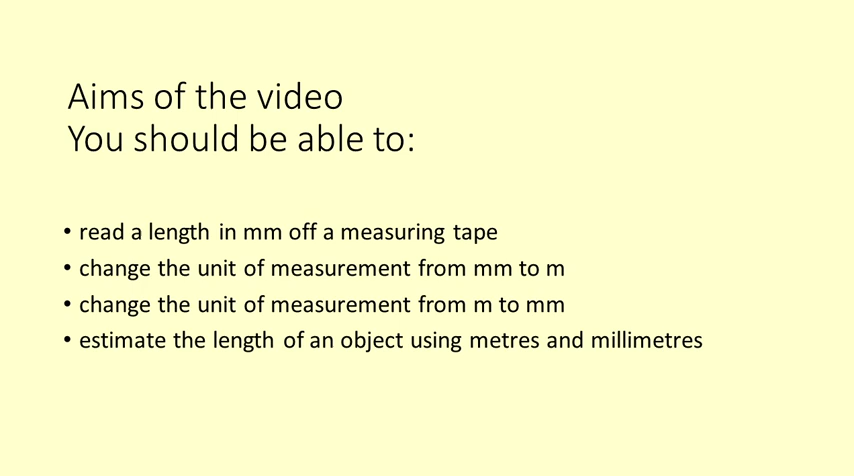 Aims of the video
You should be able to:
• read a length in mm off a measuring tape
• change the unit of measurement from mm to m
• change the unit of measurement from m to mm
• estimate the length of an object using metres and millimetres